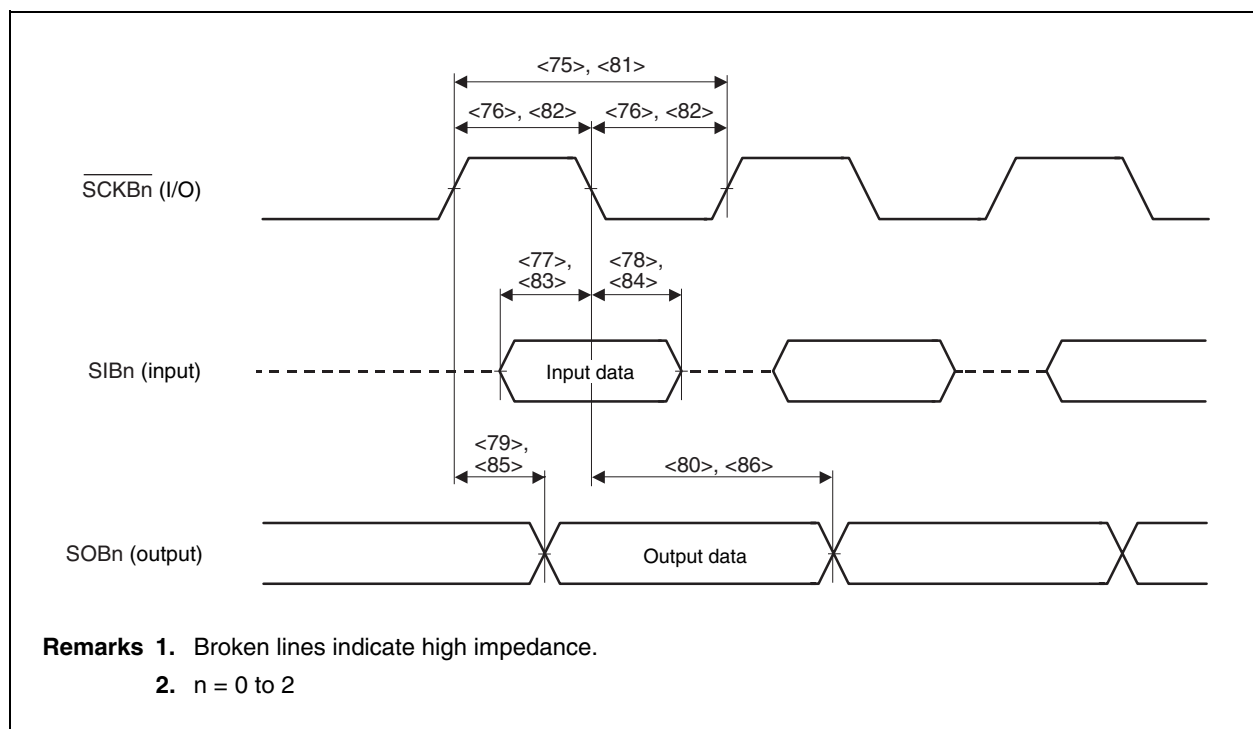 <75>, <81>
<76>, <82> <76>, <82>
SCKBn (I/O)
<77>, <78>,
<83> <84>
SIBn (input)
Input data
<79>,
<85>
<80>, <86>
SOBn (output)
Output data
Remarks 1. Broken lines indicate high impedance.
2. n = 0 to 2